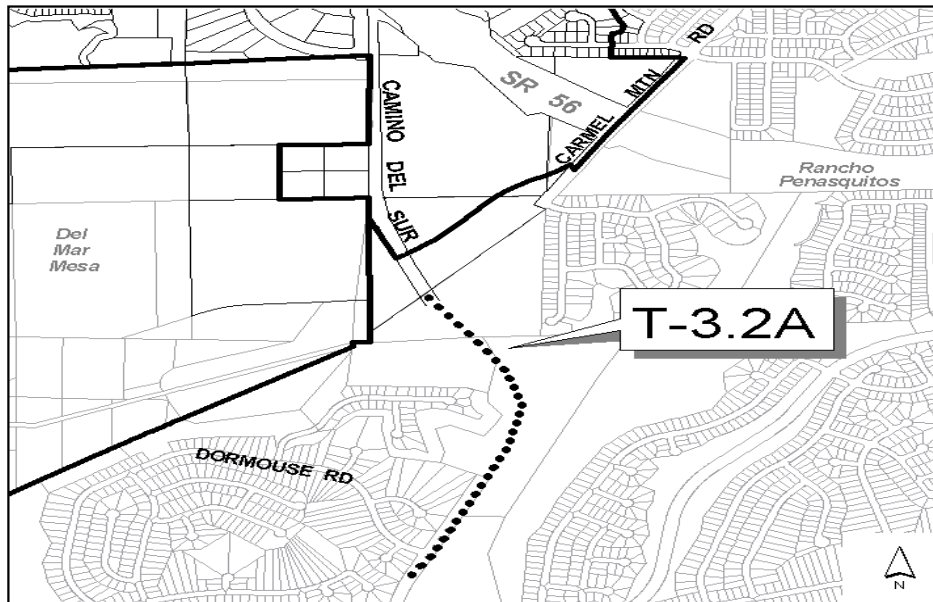 CAMINO DEL SUR
SR 56
CARMEL MTN RD
Rancho
Penasquitos
Del
Mar
Mesa
T-3.2A
DORMOUSE RD
N